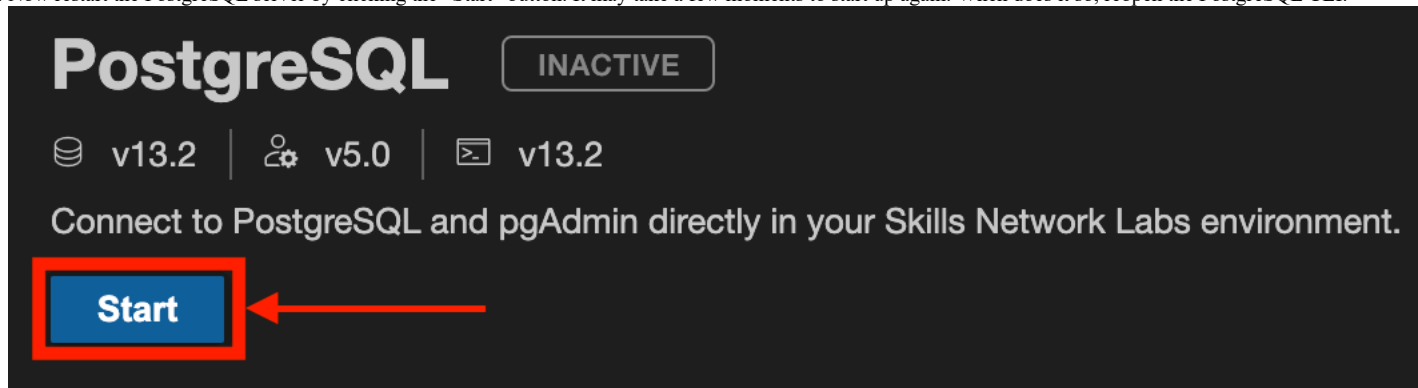 PostgreSQL INACTIVE
v13.2 v5.0 v13.2
Connect to PostgreSQL and pgAdmin directly in your Skills Network Labs environment.
Start